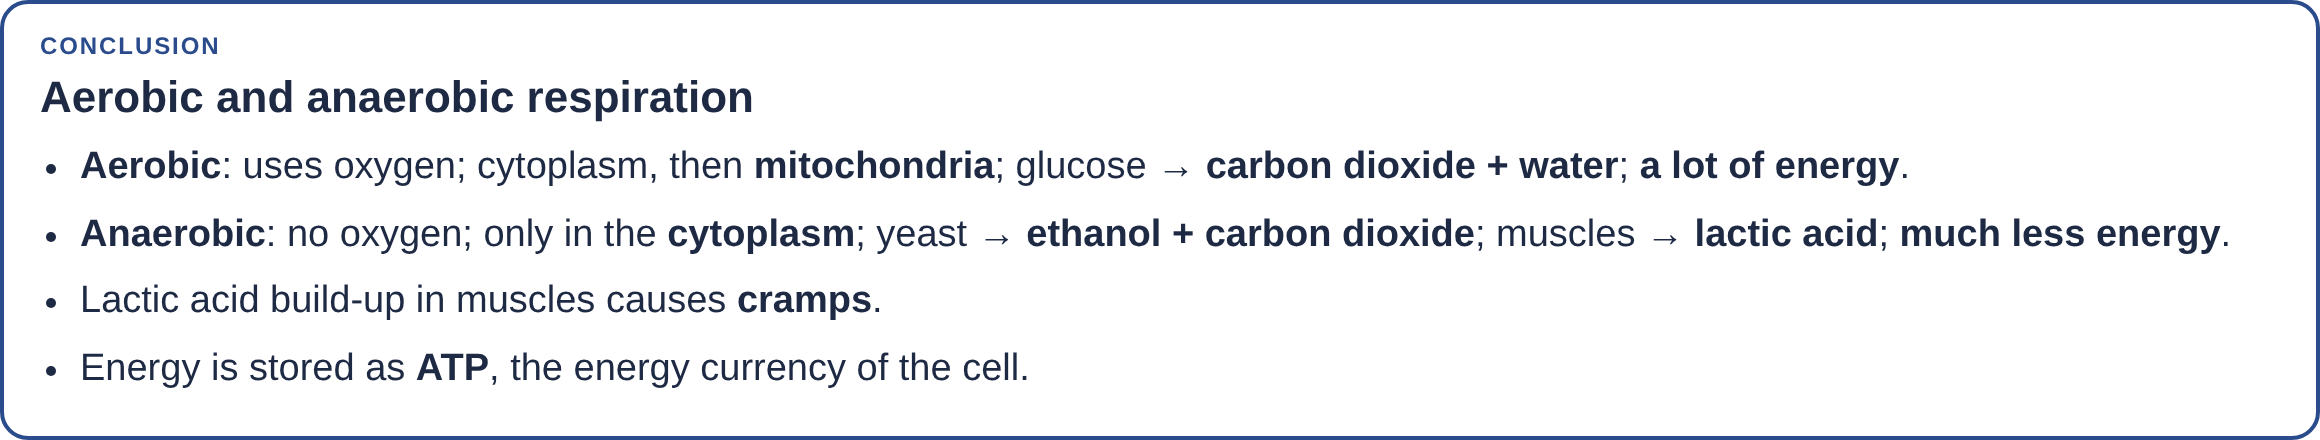 CONCLUSION
Aerobic and anaerobic respiration
• Aerobic: uses oxygen; cytoplasm, then mitochondria; glucose → carbon dioxide + water; a lot of energy.
• Anaerobic: no oxygen; only in the cytoplasm; yeast → ethanol + carbon dioxide; muscles → lactic acid; much less energy.
• Lactic acid build-up in muscles causes cramps.
• Energy is stored as ATP, the energy currency of the cell.